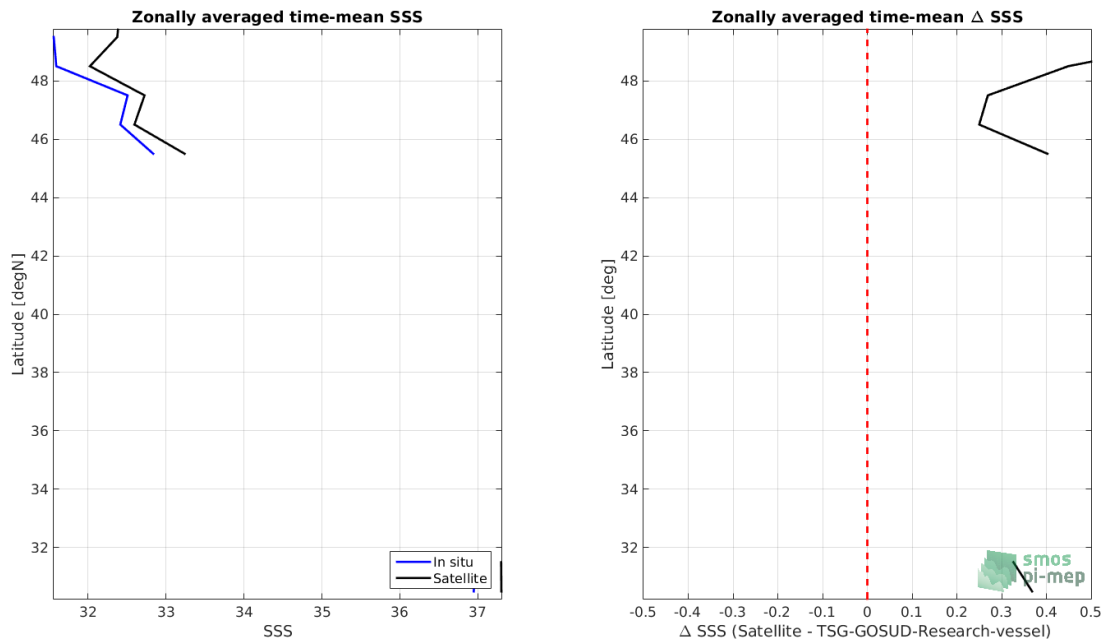 Zonally averaged time-mean SSS
48
46
44
42
40
38
36
34
32
Latitude [degN]
32 33 34 35 36 37
SSS
In situ
Satellite
Zonally averaged time-mean Δ SSS
48
46
44
42
40
38
36
34
32
Latitude [deg]
-0.5 -0.4 -0.3 -0.2 -0.1 0 0.1 0.2 0.3 0.4 0.5
Δ SSS (Satellite - TSG-GOSUD-Research-vessel)
smos
pi-mep